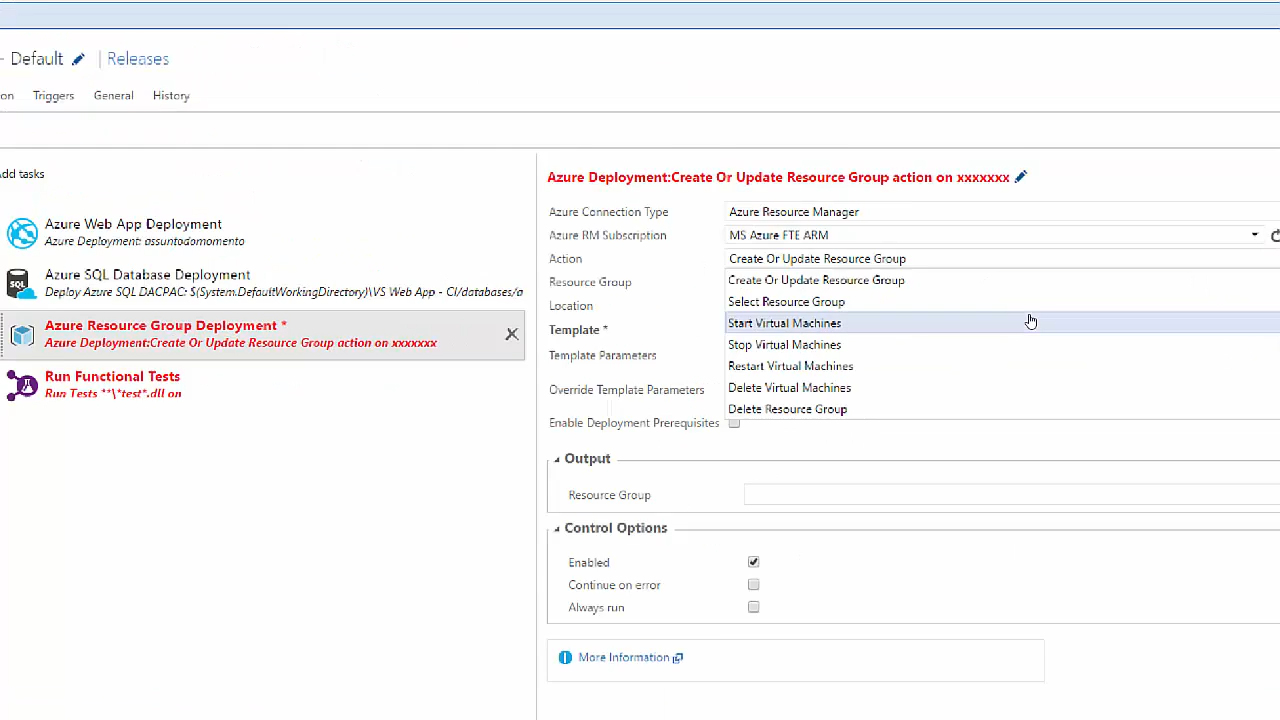 - Default | Releases
on Triggers General History
Add tasks
Azure Web App Deployment
Azure Deployment: assuntodomomento
SQL
Azure SQL Database Deployment
Deploy Azure SQL DACPAC: $(System.DefaultWorkingDirectory)\VS Web App - CI/databases/a
Azure Resource Group Deployment *
Azure Deployment:Create Or Update Resource Group action on xxxxxxx
Run Functional Tests
Run Tests **\*test*.dll on
Azure Deployment:Create Or Update Resource Group action on xxxxxxx
Azure Connection Type Azure Resource Manager
Azure RM Subscription MS Azure FTE ARM
Action Create Or Update Resource Group
Resource Group
Location
Template *
Template Parameters
Override Template Parameters
Enable Deployment Prerequisites
Create Or Update Resource Group
Select Resource Group
Start Virtual Machines
Stop Virtual Machines
Restart Virtual Machines
Delete Virtual Machines
Delete Resource Group
Output
Resource Group
Control Options
Enabled
Continue on error
Always run
More Information